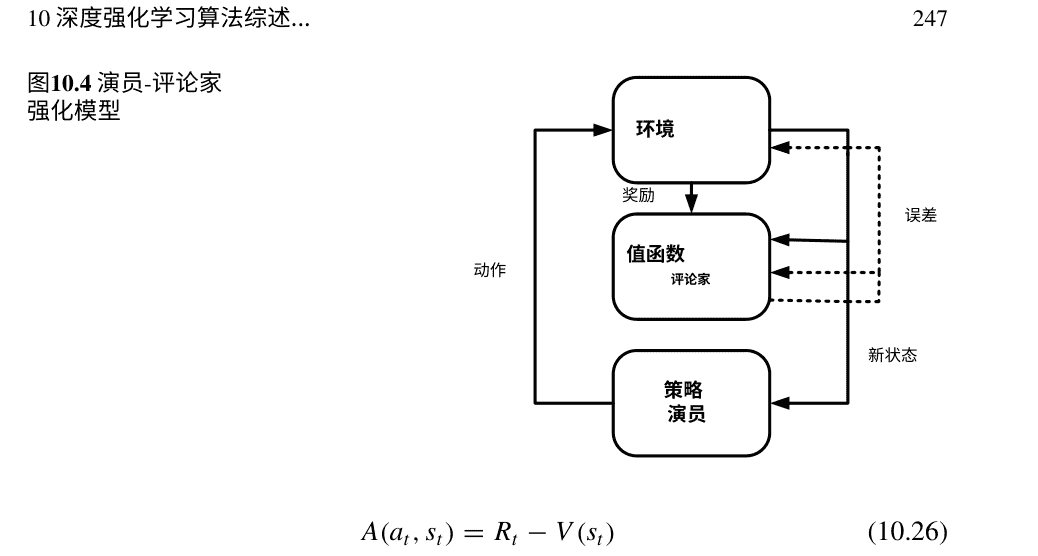 10 深度强化学习算法综述...
247
图10.4 演员-评论家
强化模型
环境
奖励
误差
值函数
评论家
动作
新状态
策略
演员
A(a_t, s_t) = R_t − V(s_t)
(10.26)